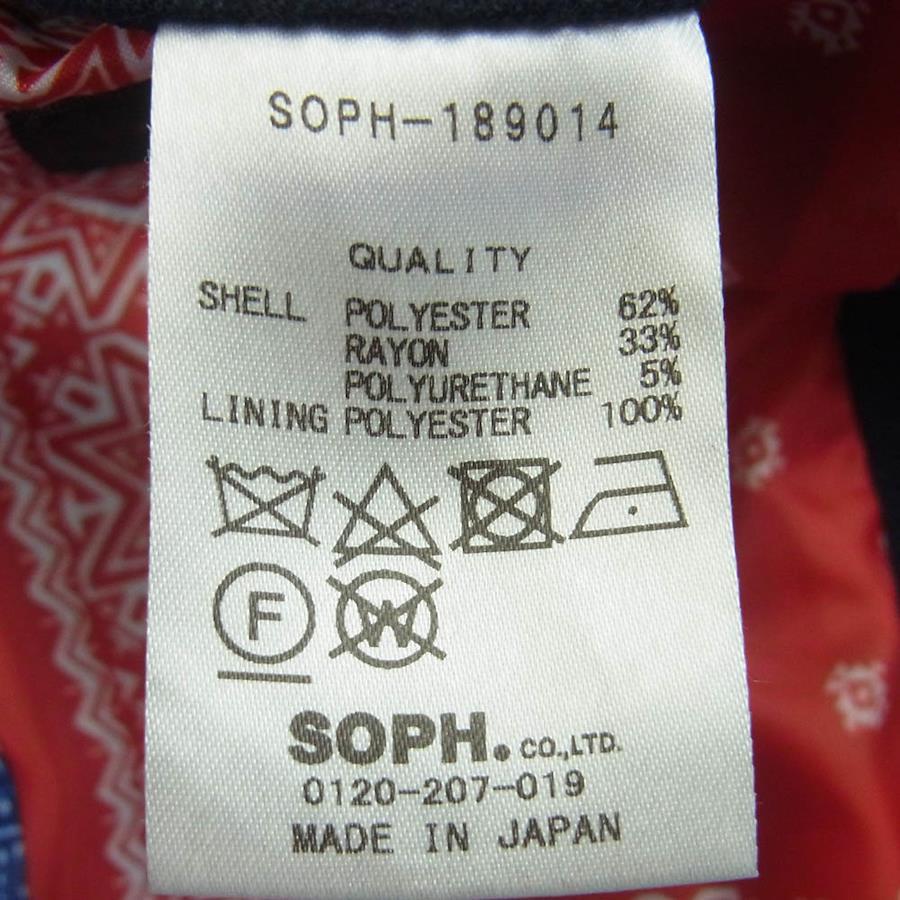 SOPH-189014
QUALITY
SHELL POLYESTER 62%
RAYON 33%
POLYURETHANE 5%
LINING POLYESTER 100%
F W
SOPH. CO.,LTD.
0120-207-019
MADE IN JAPAN